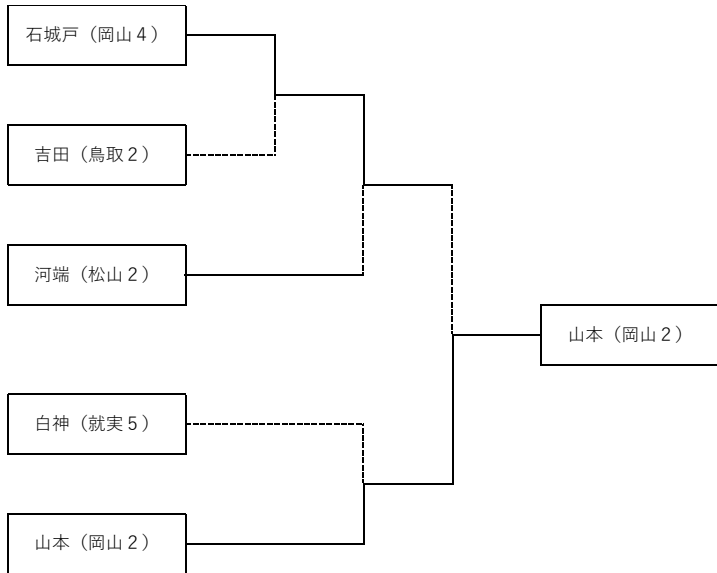 石城戸（岡山４）
吉田（鳥取２）
河端（松山２）
山本（岡山２）
白神（就実５）
山本（岡山２）